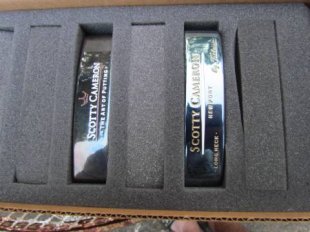 SCOTTY CAMERON
· THE ART OF PUTTING ·
SCOTTY CAMERON
NEWPORT
· LONG NECK ·